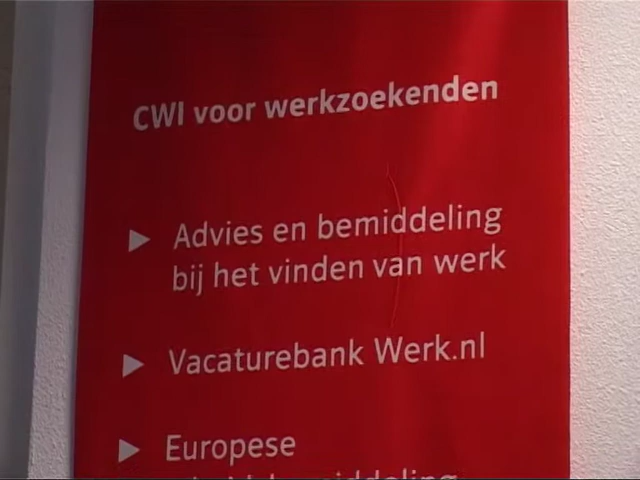 CWI voor werkzoekenden
Advies en bemiddeling
bij het vinden van werk
Vacaturebank Werk.nl
Europese